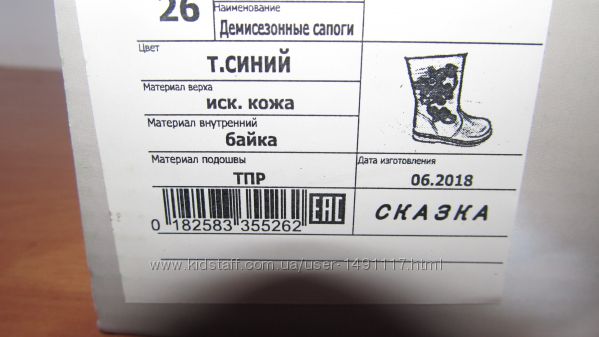 26
Наименование
Демисезонные сапоги
Цвет
т.СИНИЙ
Материал верха
иск. кожа
Материал внутренний
байка
Материал подошвы
ТПР
Дата изготовления
06.2018
0 182583 355262
EAC
СКАЗКА
www.kidstaff.com.ua/user-1491117.html